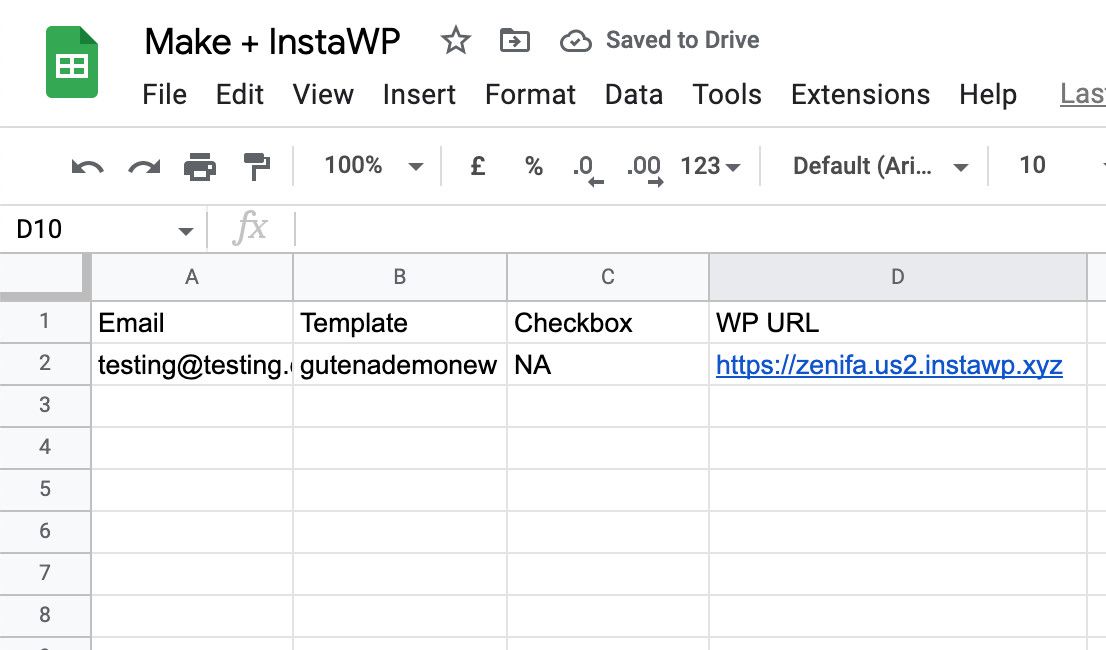 Make + InstaWP Saved to Drive
File Edit View Insert Format Data Tools Extensions Help
100% £ % .0 .00 123 Default (Ari... 10
D10 fx
A B C D
1 Email Template Checkbox WP URL
2 testing@testing. gutenademonew NA https://zenifa.us2.instawp.xyz
3
4
5
6
7
8